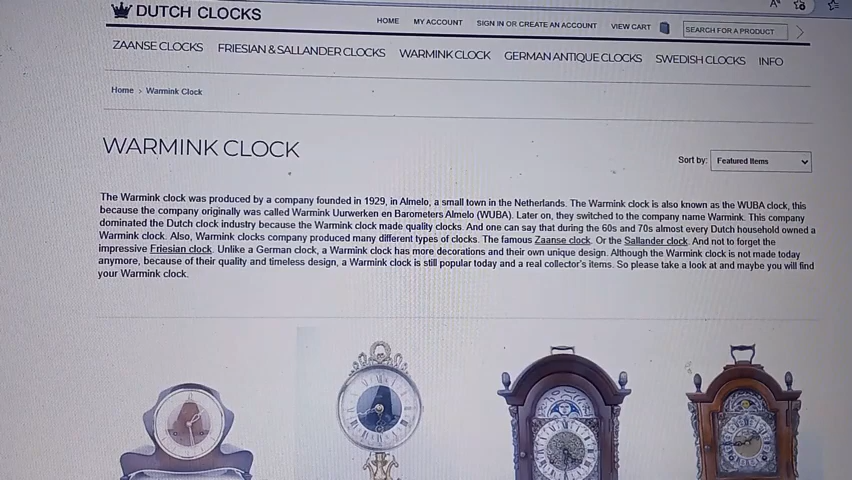 DUTCH CLOCKS
HOME MY ACCOUNT SIGN IN OR CREATE AN ACCOUNT VIEW CART SEARCH FOR A PRODUCT
ZAANSE CLOCKS FRIESIAN & SALLANDER CLOCKS WARMINK CLOCK GERMAN ANTIQUE CLOCKS SWEDISH CLOCKS INFO
Home > Warmink Clock
WARMINK CLOCK
Sort by: Featured Items
The Warmink clock was produced by a company founded in 1929, in Almelo, a small town in the Netherlands. The Warmink clock is also known as the WUBA clock, this
because the company originally was called Warmink Uurwerken en Barometers Almelo (WUBA). Later on, they switched to the company name Warmink. This company
dominated the Dutch clock industry because the Warmink clock made quality clocks. And one can say that during the 60s and 70s almost every Dutch household owned a
Warmink clock. Also, Warmink clocks company produced many different types of clocks. The famous Zaanse clock. Or the Sallander clock. And not to forget the
impressive Friesian clock. Unlike a German clock, a Warmink clock has more decorations and their own unique design. Although the Warmink clock is not made today
anymore, because of their quality and timeless design, a Warmink clock is still popular today and a real collector's items. So please take a look at and maybe you will find
your Warmink clock.